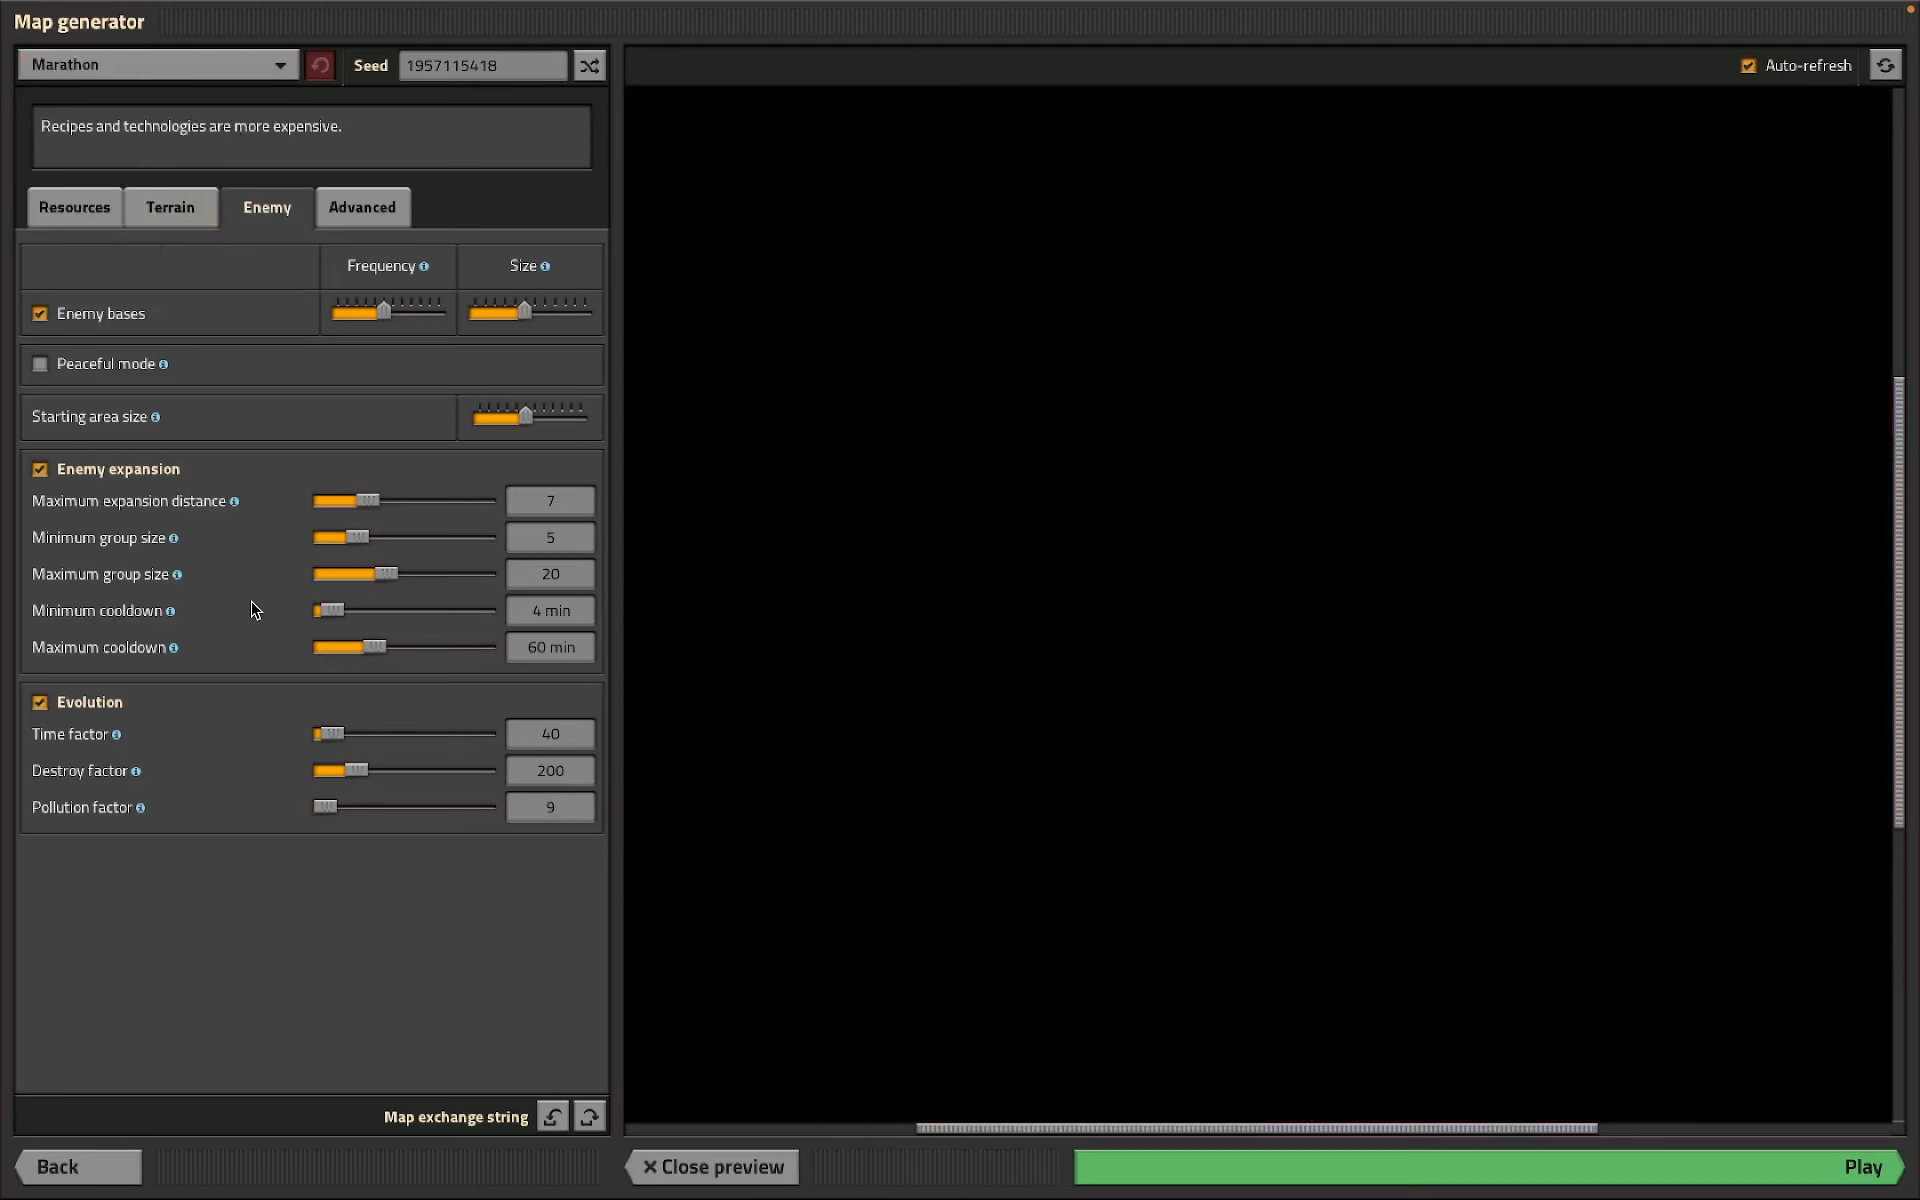 Map generator
Marathon
Seed
1957115418
Auto-refresh
Recipes and technologies are more expensive.
Resources
Terrain
Enemy
Advanced
Frequency
Size
Enemy bases
Peaceful mode
Starting area size
Enemy expansion
Maximum expansion distance
7
Minimum group size
5
Maximum group size
20
Minimum cooldown
4 min
Maximum cooldown
60 min
Evolution
Time factor
40
Destroy factor
200
Pollution factor
9
Map exchange string
Back
Close preview
Play